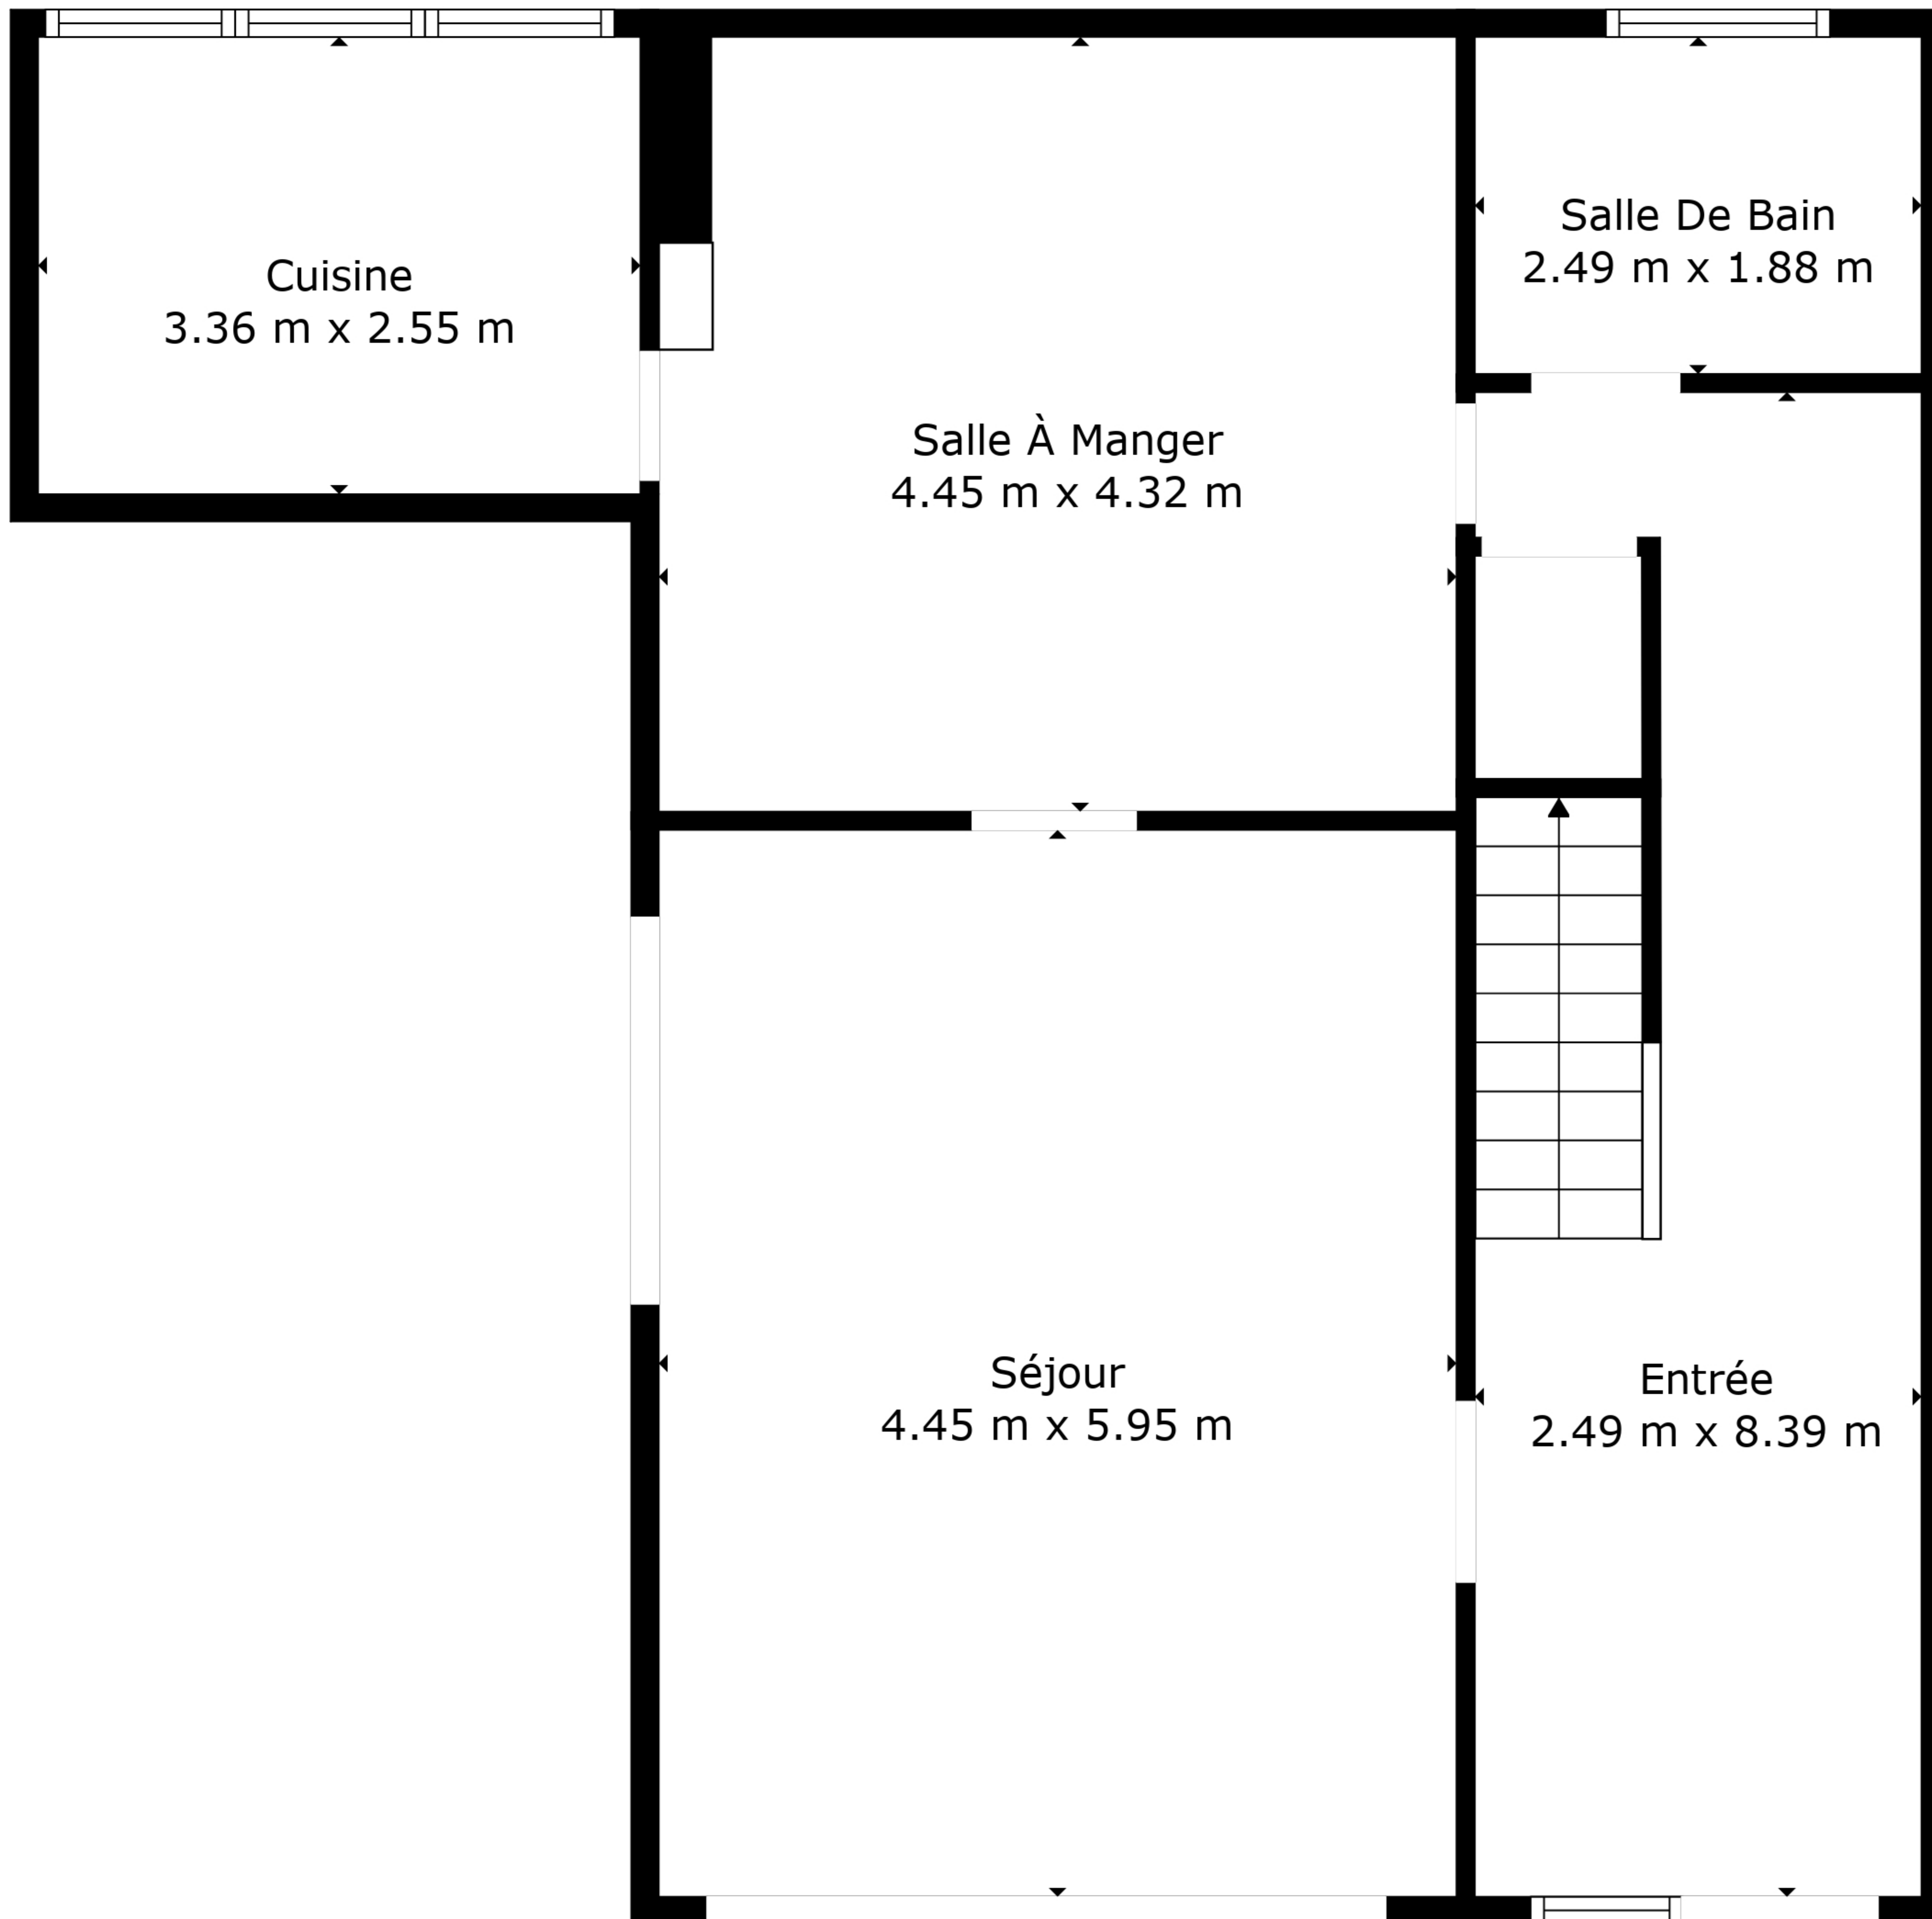 Cuisine
3.36 m x 2.55 m
Salle À Manger
4.45 m x 4.32 m
Salle De Bain
2.49 m x 1.88 m
Séjour
4.45 m x 5.95 m
Entrée
2.49 m x 8.39 m